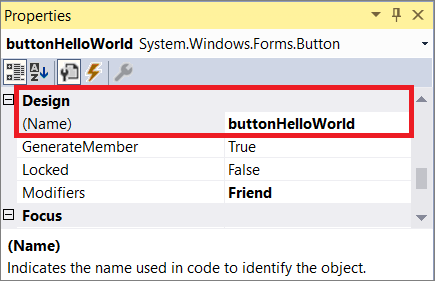 Properties
buttonHelloWorld System.Windows.Forms.Button
Design
(Name) buttonHelloWorld
GenerateMember True
Locked False
Modifiers Friend
Focus
(Name)
Indicates the name used in code to identify the object.